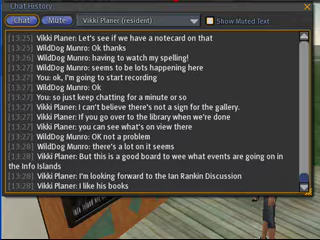 Chat History
Chat Mute Vikki Planer (resident) Show Muted Text
[13:25] Vikki Planer: Let's see if we have a notecard on that
[13:25] WildDog Munro: Ok thanks
[13:26] WildDog Munro: having to watch my spelling!
[13:26] WildDog Munro: seems to be lots happening here
[13:27] You: ok, I'm going to start recording
[13:27] WildDog Munro: Ok
[13:27] You: so just keep chatting for a minute or so
[13:27] Vikki Planer: I can't believe there's not a sign for the gallery.
[13:27] Vikki Planer: If you go over to the library when we're done
[13:27] Vikki Planer: you can see what's on view there
[13:27] WildDog Munro: OK not a problem
[13:28] WildDog Munro: there's a lot on it seems
[13:28] Vikki Planer: But this is a good board to see what events are going on in
the Info Islands
[13:28] Vikki Planer: I'm looking forward to the Ian Rankin Discussion
[13:28] Vikki Planer: I like his books